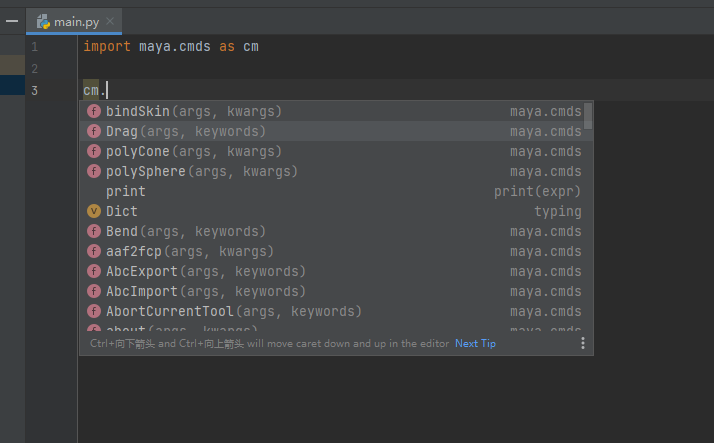 main.py
1 import maya.cmds as cm
2
3 cm.
f bindSkin(args, kwargs) maya.cmds
f Drag(args, keywords) maya.cmds
f polyCone(args, kwargs) maya.cmds
f polySphere(args, kwargs) maya.cmds
print print(expr)
V Dict typing
f Bend(args, keywords) maya.cmds
f aaf2fcp(args, kwargs) maya.cmds
f AbcExport(args, keywords) maya.cmds
f AbcImport(args, keywords) maya.cmds
f AbortCurrentTool(args, keywords) maya.cmds
f about(args, kwargs) maya.cmds
Ctrl+向下箭头 and Ctrl+向上箭头 will move caret down and up in the editor Next Tip